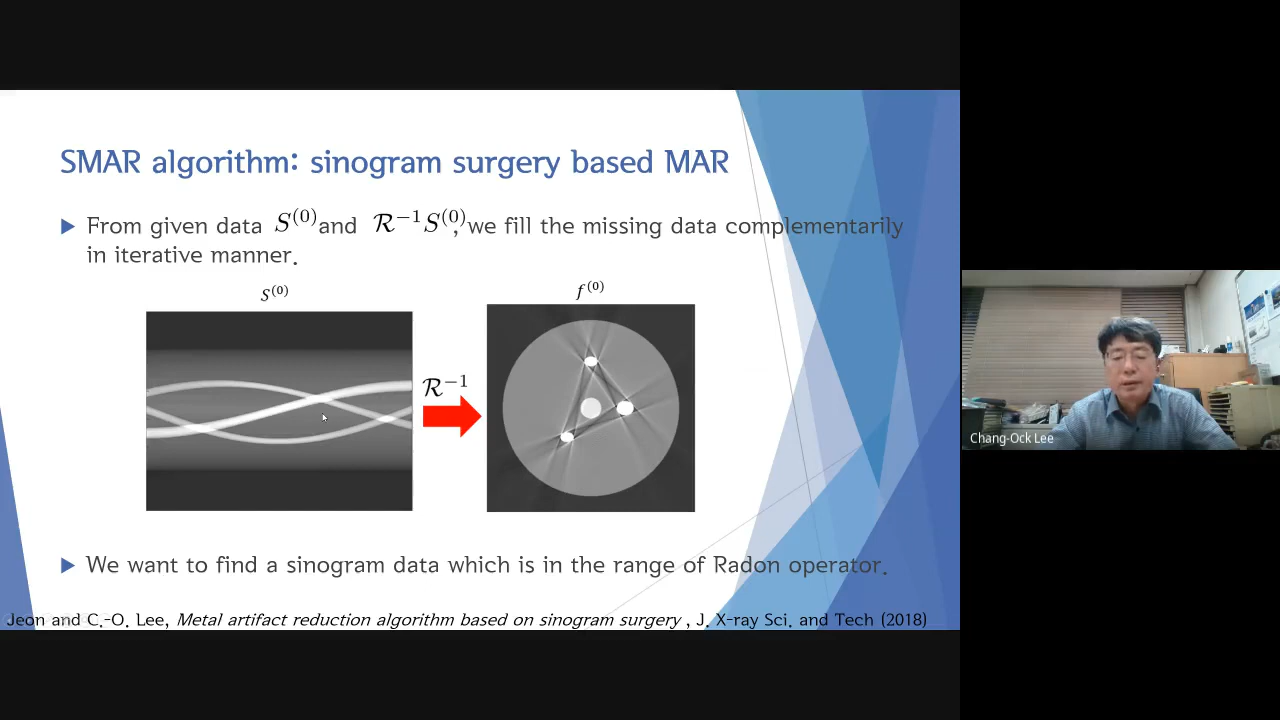 SMAR algorithm: sinogram surgery based MAR
From given data S^(0) and R^−1 S^(0), we fill the missing data complementarily
in iterative manner.
S^(0)
f^(0)
R^−1
We want to find a sinogram data which is in the range of Radon operator.
Jeon and C.-O. Lee, Metal artifact reduction algorithm based on sinogram surgery , J. X-ray Sci. and Tech (2018)
Chang-Ock Lee